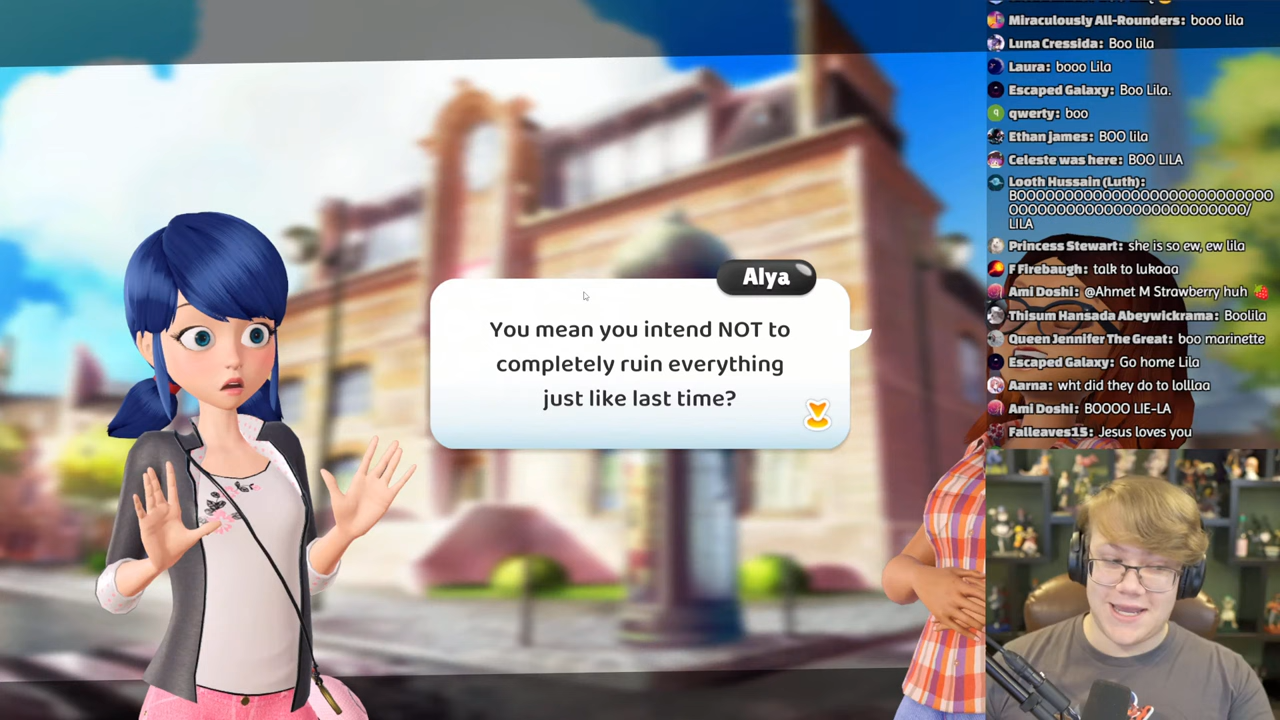 Miraculously All-Rounders: booo lila
Luna Cressida: Boo lila
Laura: booo Lila
Escaped Galaxy: Boo Lila.
q
qwerty: boo
Ethan james: BOO lila
Celeste was here: BOO LILA
Looth Hussain (Luth):
BOOOOOOOOOOOOOOOOOOOOOOOOOOO
OOOOOOOOOOOOOOOOOOOOOOOOO/
LILA
Princess Stewart: she is so ew, ew lila
F Firebaugh: talk to lukaaa
Ami Doshi: @Ahmet M Strawberry huh 🍓
Thisum Hansada Abeywickrama: Boolila
Queen Jennifer The Great: boo marinette
Escaped Galaxy: Go home Lila
Aarna: wht did they do to lolllaa
Ami Doshi: BOOOO LIE-LA
Falleaves15: Jesus loves you
Alya
You mean you intend NOT to
completely ruin everything
just like last time?